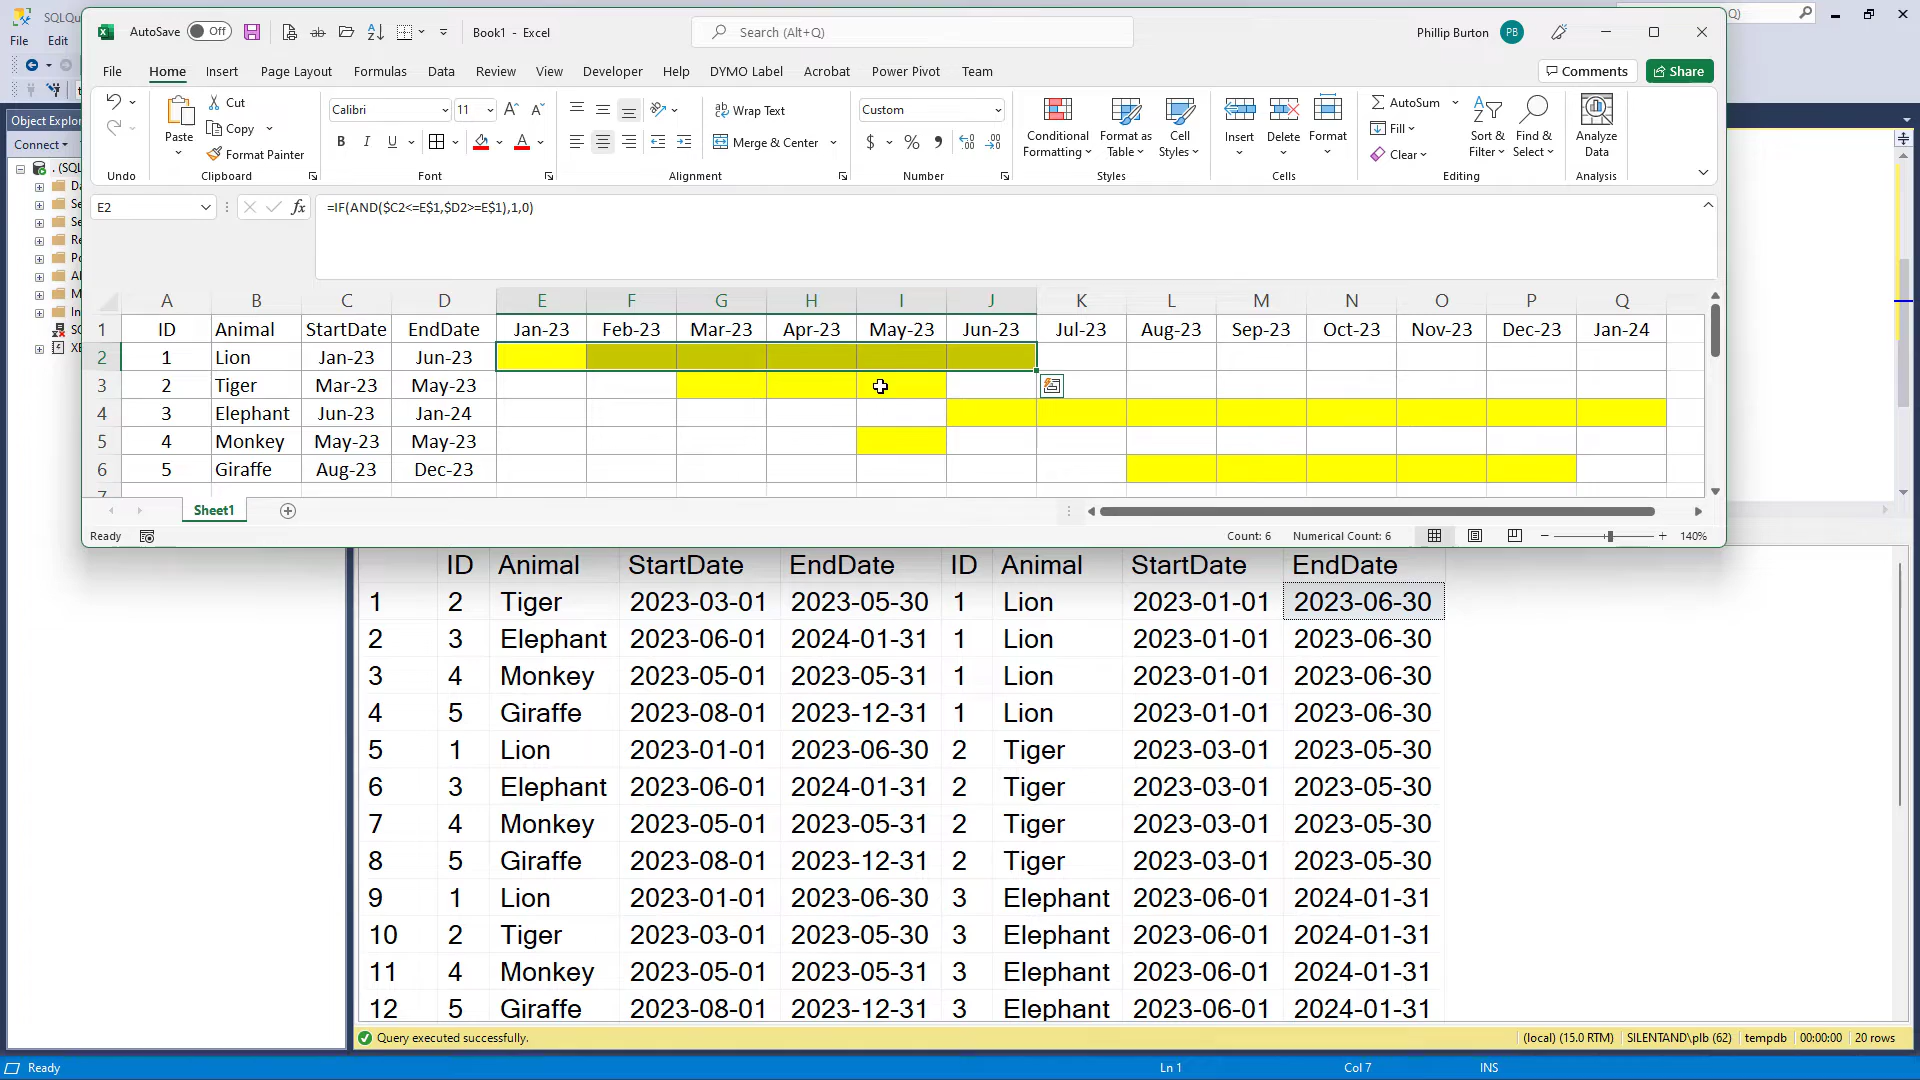 SQLQu
Q)
File Edit
AutoSave Off
Book1 - Excel
Search (Alt+Q)
Phillip Burton PB
File Home Insert Page Layout Formulas Data Review View Developer Help DYMO Label Acrobat Power Pivot Team
Comments Share
Paste
Cut
Copy
Format Painter
Calibri 11
B I U
Wrap Text
Merge & Center
Custom
$ % ,
Conditional Formatting
Format as Table
Cell Styles
Insert Delete Format
AutoSum
Fill
Clear
Sort & Filter
Find & Select
Analyze Data
Undo Clipboard Font Alignment Number Styles Cells Editing Analysis
Object Explor
Connect
. (SQL
E2 fx =IF(AND($C2<=E$1,$D2>=E$1),1,0)
A B C D E F G H I J K L M N O P Q
1 ID Animal StartDate EndDate Jan-23 Feb-23 Mar-23 Apr-23 May-23 Jun-23 Jul-23 Aug-23 Sep-23 Oct-23 Nov-23 Dec-23 Jan-24
2 1 Lion Jan-23 Jun-23
3 2 Tiger Mar-23 May-23
4 3 Elephant Jun-23 Jan-24
5 4 Monkey May-23 May-23
6 5 Giraffe Aug-23 Dec-23
7
Sheet1
Ready Count: 6 Numerical Count: 6 140%
ID Animal StartDate EndDate ID Animal StartDate EndDate
1 2 Tiger 2023-03-01 2023-05-30 1 Lion 2023-01-01 2023-06-30
2 3 Elephant 2023-06-01 2024-01-31 1 Lion 2023-01-01 2023-06-30
3 4 Monkey 2023-05-01 2023-05-31 1 Lion 2023-01-01 2023-06-30
4 5 Giraffe 2023-08-01 2023-12-31 1 Lion 2023-01-01 2023-06-30
5 1 Lion 2023-01-01 2023-06-30 2 Tiger 2023-03-01 2023-05-30
6 3 Elephant 2023-06-01 2024-01-31 2 Tiger 2023-03-01 2023-05-30
7 4 Monkey 2023-05-01 2023-05-31 2 Tiger 2023-03-01 2023-05-30
8 5 Giraffe 2023-08-01 2023-12-31 2 Tiger 2023-03-01 2023-05-30
9 1 Lion 2023-01-01 2023-06-30 3 Elephant 2023-06-01 2024-01-31
10 2 Tiger 2023-03-01 2023-05-30 3 Elephant 2023-06-01 2024-01-31
11 4 Monkey 2023-05-01 2023-05-31 3 Elephant 2023-06-01 2024-01-31
12 5 Giraffe 2023-08-01 2023-12-31 3 Elephant 2023-06-01 2024-01-31
Query executed successfully. (local) (15.0 RTM) SILENTAND\plb (62) tempdb 00:00:00 20 rows
Ready Ln 1 Col 7 INS